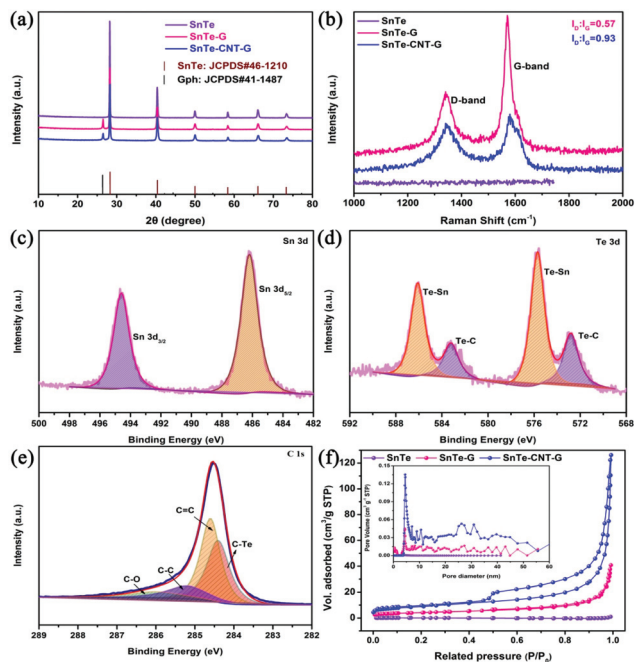 (a)
SnTe
SnTe-G
SnTe-CNT-G
SnTe: JCPDS#46-1210
Gph: JCPDS#41-1487
Intensity (a.u.)
10 20 30 40 50 60 70 80
2θ (degree)
(b)
I_D:I_G=0.57
I_D:I_G=0.93
SnTe
SnTe-G
SnTe-CNT-G
G-band
D-band
Intensity (a.u.)
1000 1200 1400 1600 1800 2000
Raman Shift (cm⁻¹)
(c)
Sn 3d
Sn 3d₅/₂
Sn 3d₃/₂
Intensity (a.u.)
500 498 496 494 492 490 488 486 484 482
Binding Energy (eV)
(d)
Te 3d
Te-Sn
Te-Sn
Te-C
Te-C
Intensity (a.u.)
592 588 584 580 576 572 568
Binding Energy (eV)
(e)
C 1s
C=C
C-Te
C-C
C-O
Intensity (a.u.)
289 288 287 286 285 284 283 282
Binding Energy (eV)
(f)
SnTe
SnTe-G
SnTe-CNT-G
Vol. adsorbed (cm³/g STP)
120
100
80
60
40
20
0
Pore Volume (cm³ g⁻¹ STP)
0.15
0.12
0.09
0.06
0.03
0.00
0 10 20 30 40 50 60
Pore diameter (nm)
0.0 0.2 0.4 0.6 0.8 1.0
Related pressure (P/P₀)